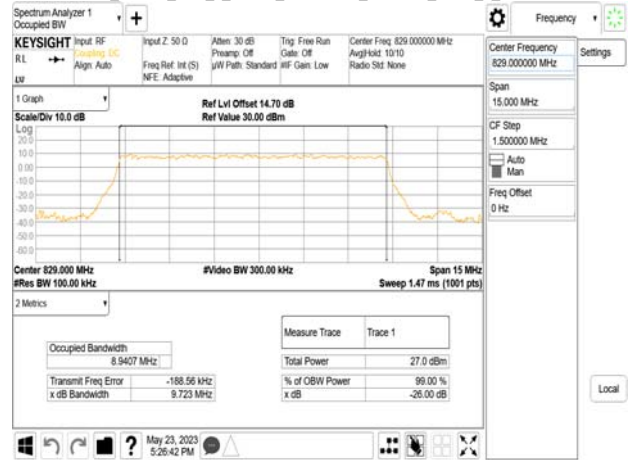 Spectrum Analyzer 1
Occupied BW
+
Frequency
KEYSIGHT
RL
LU
Input: RF
Coupling: DC
Align: Auto
Input Z: 50 Ω
Freq Ref: Int (S)
NFE: Adaptive
Atten: 30 dB
Preamp: Off
µW Path: Standard
Trig: Free Run
Gate: Off
#IF Gain: Low
Center Freq: 829.000000 MHz
Avg|Hold: 10/10
Radio Std: None
Center Frequency
829.000000 MHz
Settings
Span
15.000 MHz
CF Step
1.500000 MHz
Auto
Man
Freq Offset
0 Hz
Local
1 Graph
Scale/Div 10.0 dB
Ref Lvl Offset 14.70 dB
Ref Value 30.00 dBm
Log
20.0
10.0
0.00
-10.0
-20.0
-30.0
-40.0
-50.0
-60.0
Center 829.000 MHz
#Video BW 300.00 kHz
Span 15 MHz
#Res BW 100.00 kHz
Sweep 1.47 ms (1001 pts)
2 Metrics
Measure Trace Trace 1
Occupied Bandwidth
8.9407 MHz
Total Power 27.0 dBm
Transmit Freq Error -188.56 kHz
% of OBW Power 99.00 %
x dB Bandwidth 9.723 MHz
x dB -26.00 dB
?
May 23, 2023
5:26:42 PM